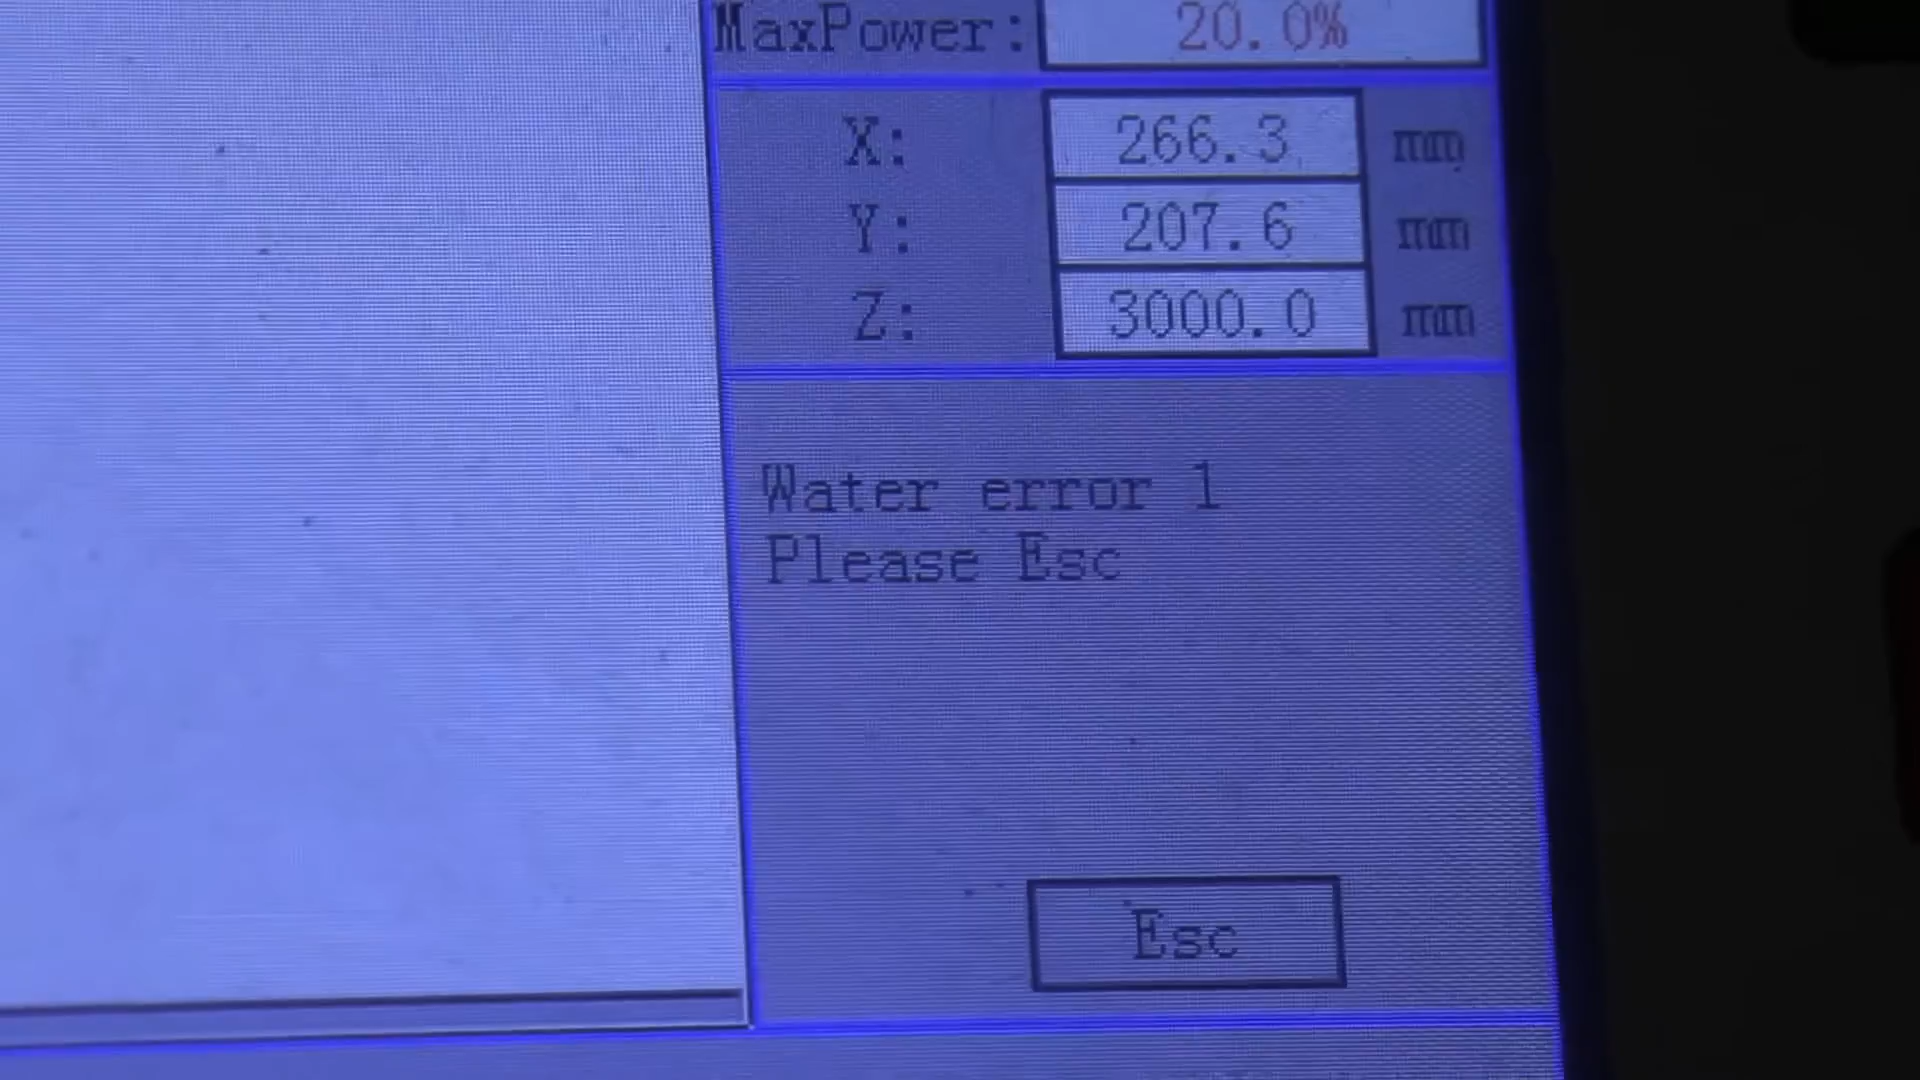 MaxPower: 20.0%
X: 266.3 mm
Y: 207.6 mm
Z: 3000.0 mm
Water error 1
Please Esc
Esc